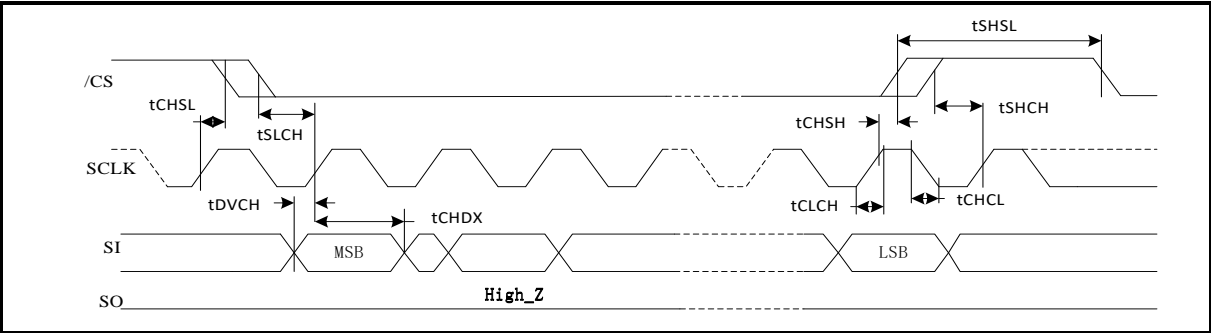 tSHSL
/CS
tCHSL
tSLCH
tCHSH
tSHCH
SCLK
tDVCH
tCHDX
tCLCH
tCHCL
SI
MSB
LSB
High_Z
SO